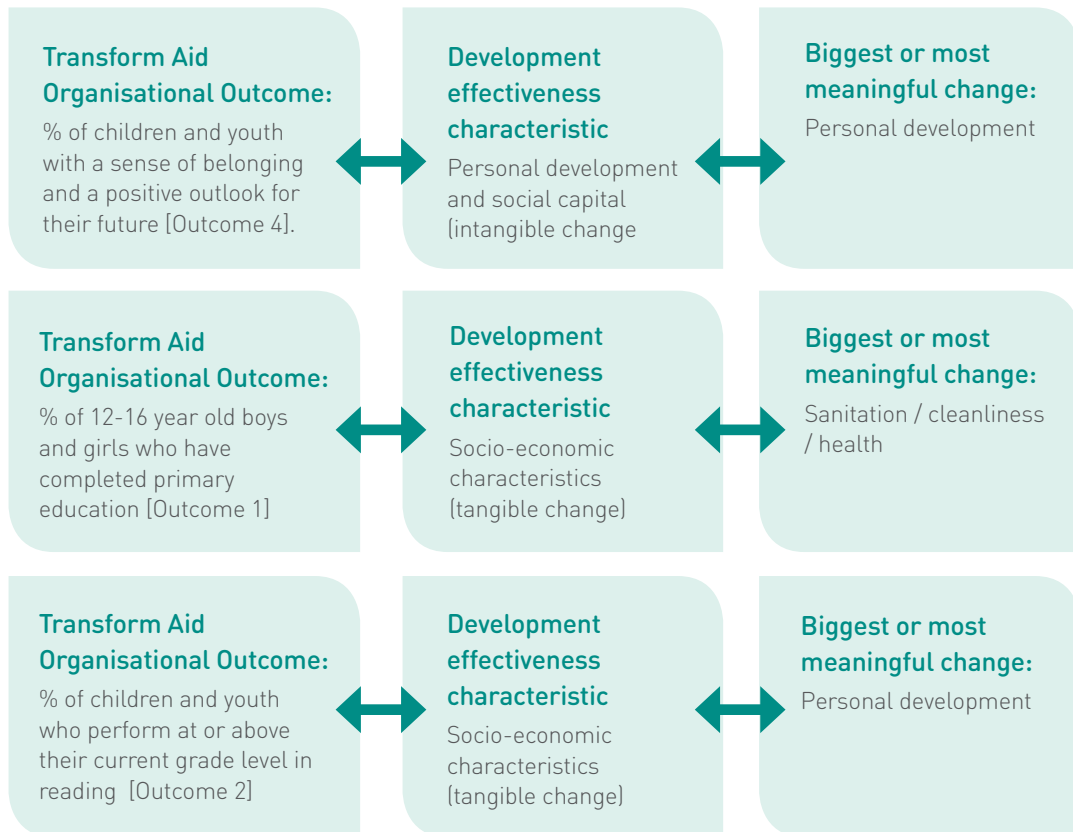 Transform Aid
Organisational Outcome:
% of children and youth
with a sense of belonging
and a positive outlook for
their future [Outcome 4].
Development
effectiveness
characteristic
Personal development
and social capital
(intangible change
Biggest or most
meaningful change:
Personal development
Transform Aid
Organisational Outcome:
% of 12-16 year old boys
and girls who have
completed primary
education [Outcome 1]
Development
effectiveness
characteristic
Socio-economic
characteristics
(tangible change)
Biggest or most
meaningful change:
Sanitation / cleanliness
/ health
Transform Aid
Organisational Outcome:
% of children and youth
who perform at or above
their current grade level in
reading  [Outcome 2]
Development
effectiveness
characteristic
Socio-economic
characteristics
(tangible change)
Biggest or most
meaningful change:
Personal development